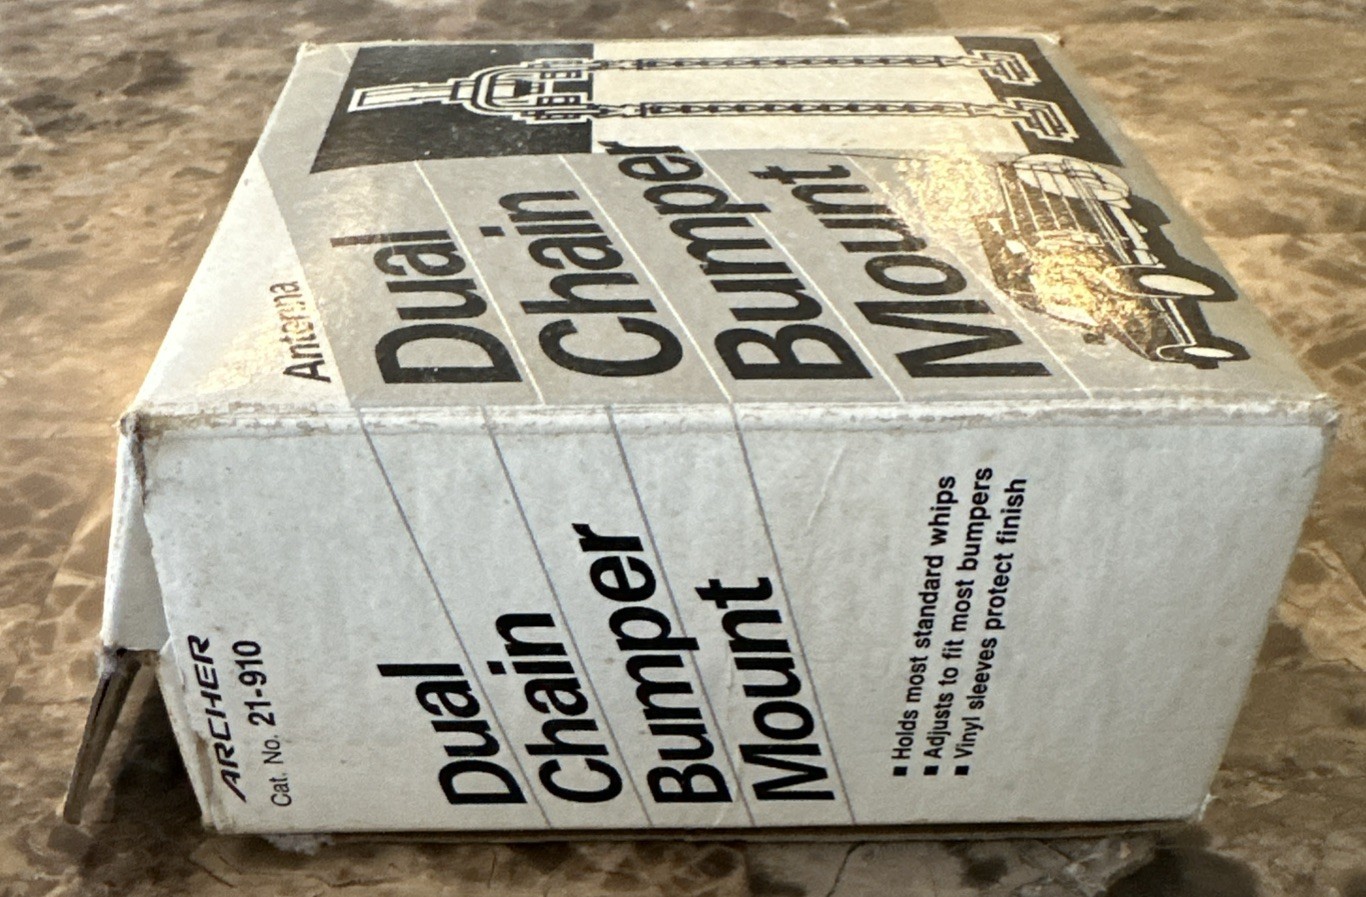 Antenna
Dual
Chain
Bumper
Mount
ARCHER
Cat. No. 21-910
Dual
Chain
Bumper
Mount
■ Holds most standard whips
■ Adjusts to fit most bumpers
■ Vinyl sleeves protect finish